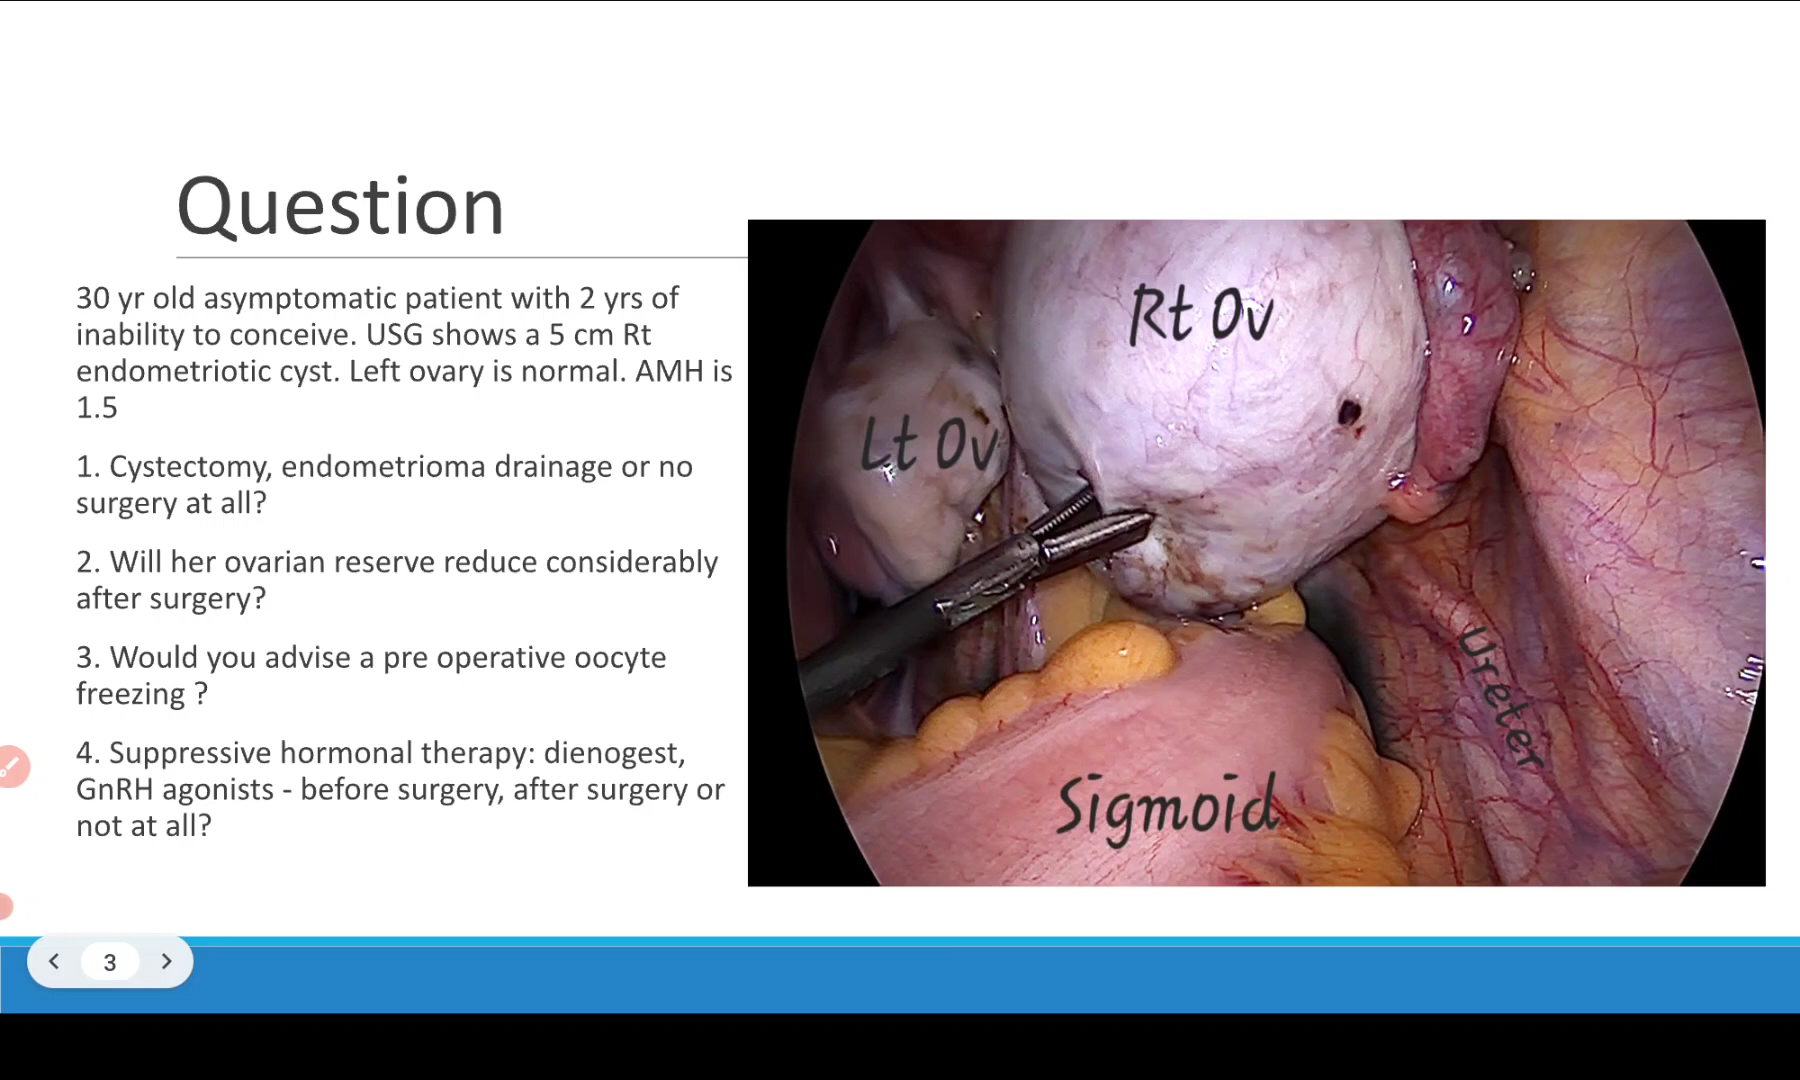 Question
30 yr old asymptomatic patient with 2 yrs of
inability to conceive. USG shows a 5 cm Rt
endometriotic cyst. Left ovary is normal. AMH is
1.5
1. Cystectomy, endometrioma drainage or no
surgery at all?
2. Will her ovarian reserve reduce considerably
after surgery?
3. Would you advise a pre operative oocyte
freezing ?
4. Suppressive hormonal therapy: dienogest,
GnRH agonists - before surgery, after surgery or
not at all?
Rt Ov
Lt Ov
Ureter
Sigmoid
3